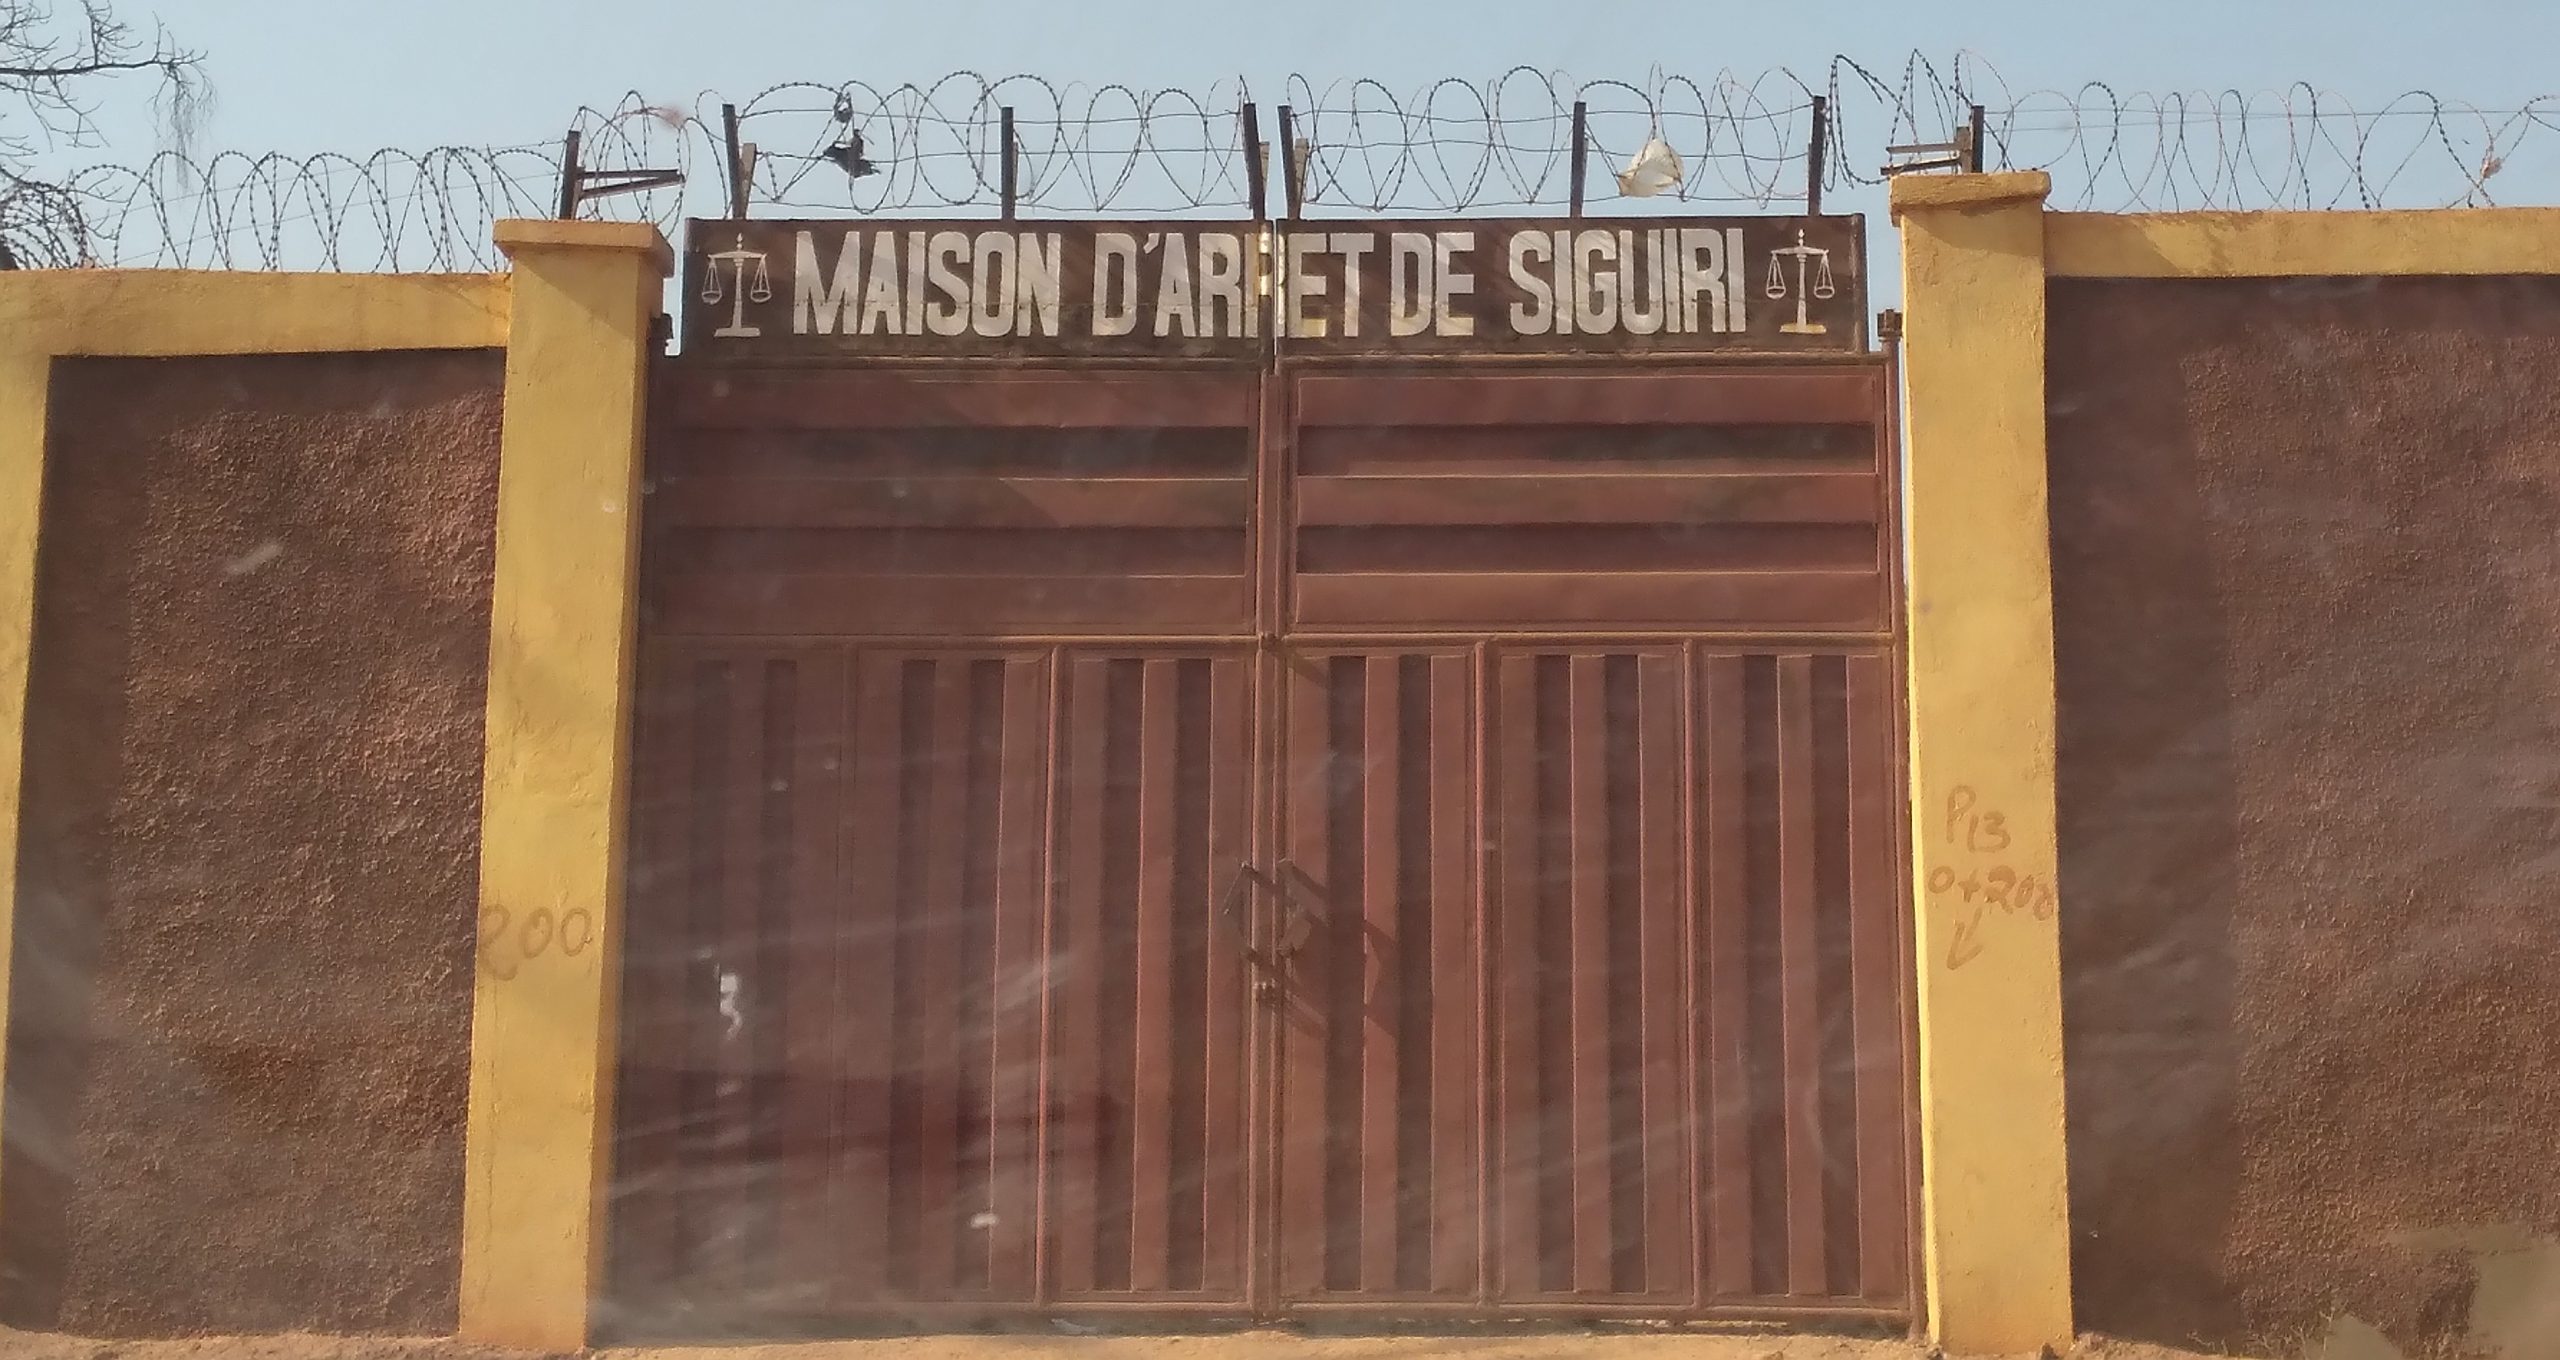 MAISON D'ARRET DE SIGUIRI
200
P13
0+200